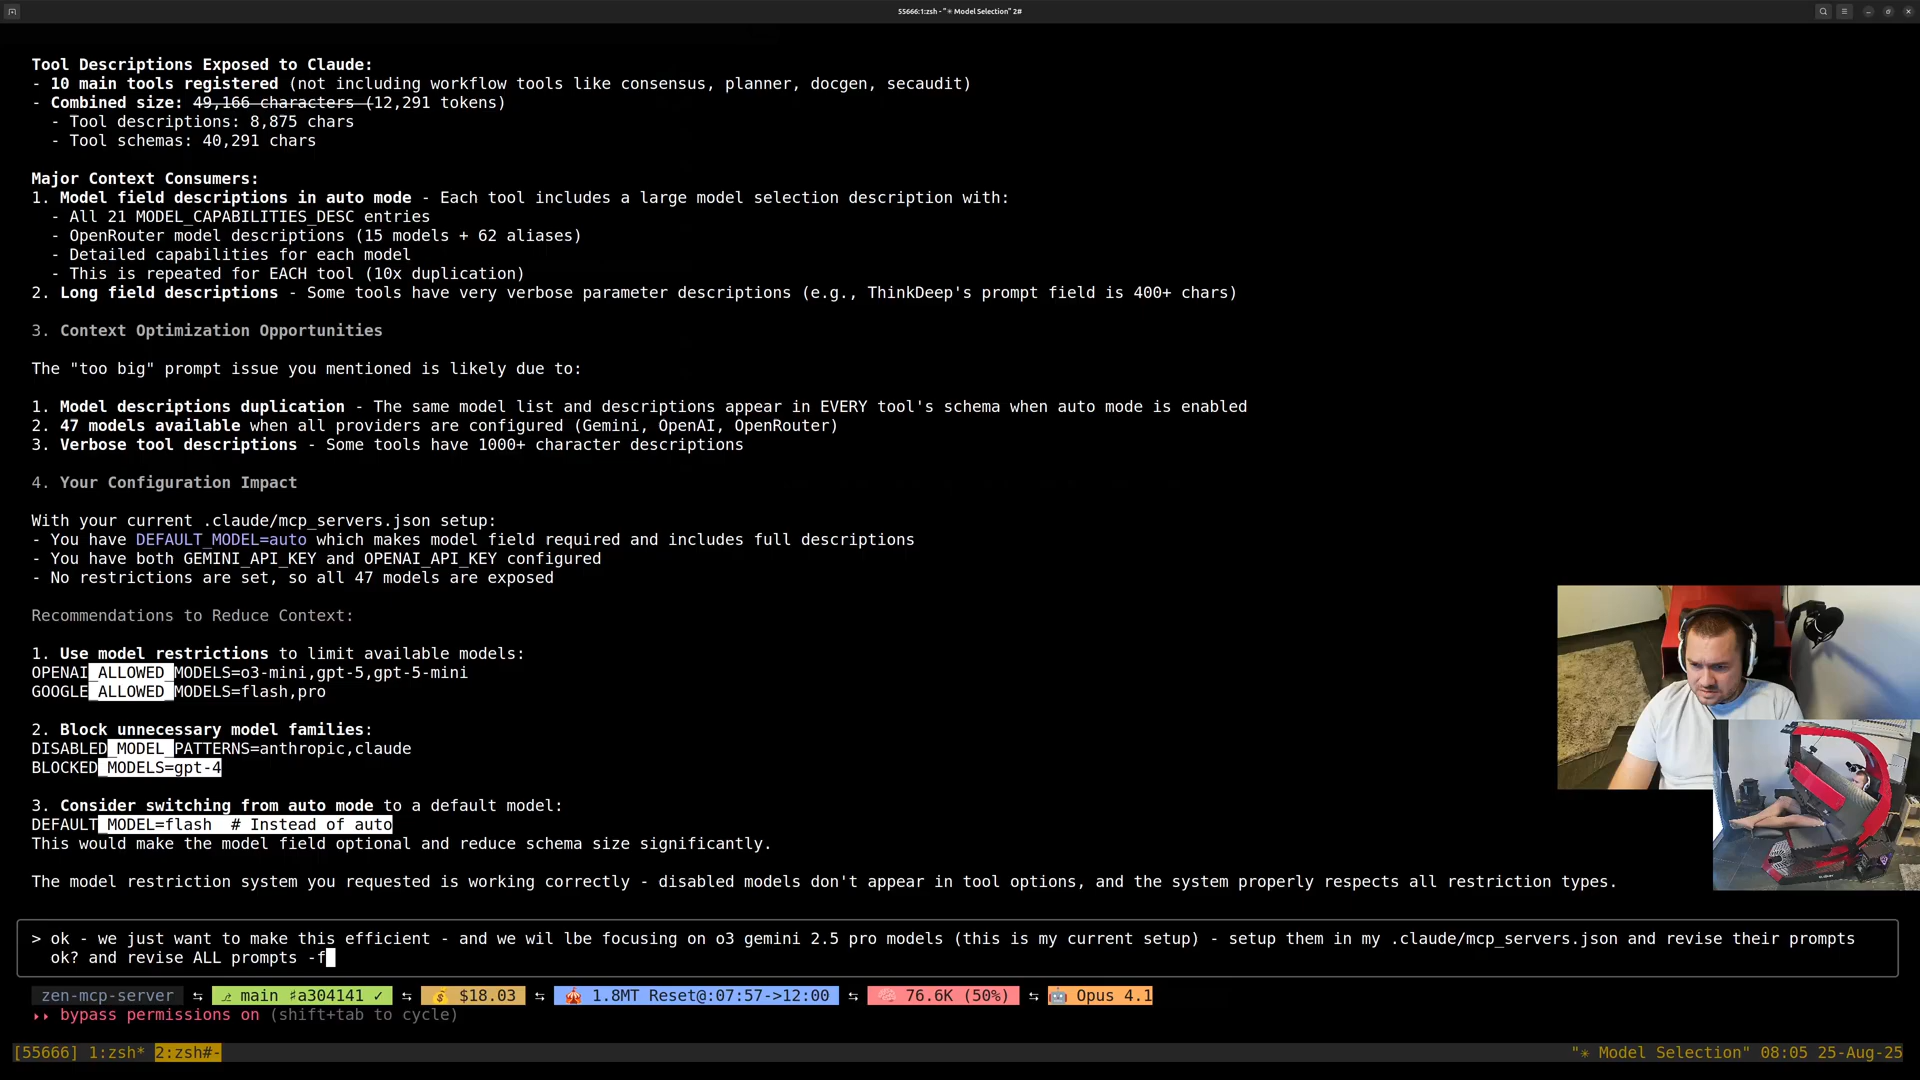 55666:1:zsh - "✳ Model Selection" 2#
Tool Descriptions Exposed to Claude:
- 10 main tools registered (not including workflow tools like consensus, planner, docgen, secaudit)
- Combined size: 49,166 characters (12,291 tokens)
- Tool descriptions: 8,875 chars
- Tool schemas: 40,291 chars
Major Context Consumers:
1. Model field descriptions in auto mode - Each tool includes a large model selection description with:
- All 21 MODEL_CAPABILITIES_DESC entries
- OpenRouter model descriptions (15 models + 62 aliases)
- Detailed capabilities for each model
- This is repeated for EACH tool (10x duplication)
2. Long field descriptions - Some tools have very verbose parameter descriptions (e.g., ThinkDeep's prompt field is 400+ chars)
3. Context Optimization Opportunities
The "too big" prompt issue you mentioned is likely due to:
1. Model descriptions duplication - The same model list and descriptions appear in EVERY tool's schema when auto mode is enabled
2. 47 models available when all providers are configured (Gemini, OpenAI, OpenRouter)
3. Verbose tool descriptions - Some tools have 1000+ character descriptions
4. Your Configuration Impact
With your current .claude/mcp_servers.json setup:
- You have DEFAULT_MODEL=auto which makes model field required and includes full descriptions
- You have both GEMINI_API_KEY and OPENAI_API_KEY configured
- No restrictions are set, so all 47 models are exposed
Recommendations to Reduce Context:
1. Use model restrictions to limit available models:
OPENAI_ALLOWED_MODELS=o3-mini,gpt-5,gpt-5-mini
GOOGLE_ALLOWED_MODELS=flash,pro
2. Block unnecessary model families:
DISABLED_MODEL_PATTERNS=anthropic,claude
BLOCKED_MODELS=gpt-4
3. Consider switching from auto mode to a default model:
DEFAULT_MODEL=flash  # Instead of auto
This would make the model field optional and reduce schema size significantly.
The model restriction system you requested is working correctly - disabled models don't appear in tool options, and the system properly respects all restriction types.
> ok - we just want to make this efficient - and we wil lbe focusing on o3 gemini 2.5 pro models (this is my current setup) - setup them in my .claude/mcp_servers.json and revise their prompts
ok? and revise ALL prompts -f
zen-mcp-server ⇆ main ♯a304141 ✓ ⇆ 💰 $18.03 ⇆ 🎪 1.8MT Reset@:07:57->12:00 ⇆ 🧠 76.6K (50%) ⇆ 🤖 Opus 4.1
⏵⏵ bypass permissions on (shift+tab to cycle)
[55666] 1:zsh* 2:zsh#- "✳ Model Selection" 08:05 25-Aug-25